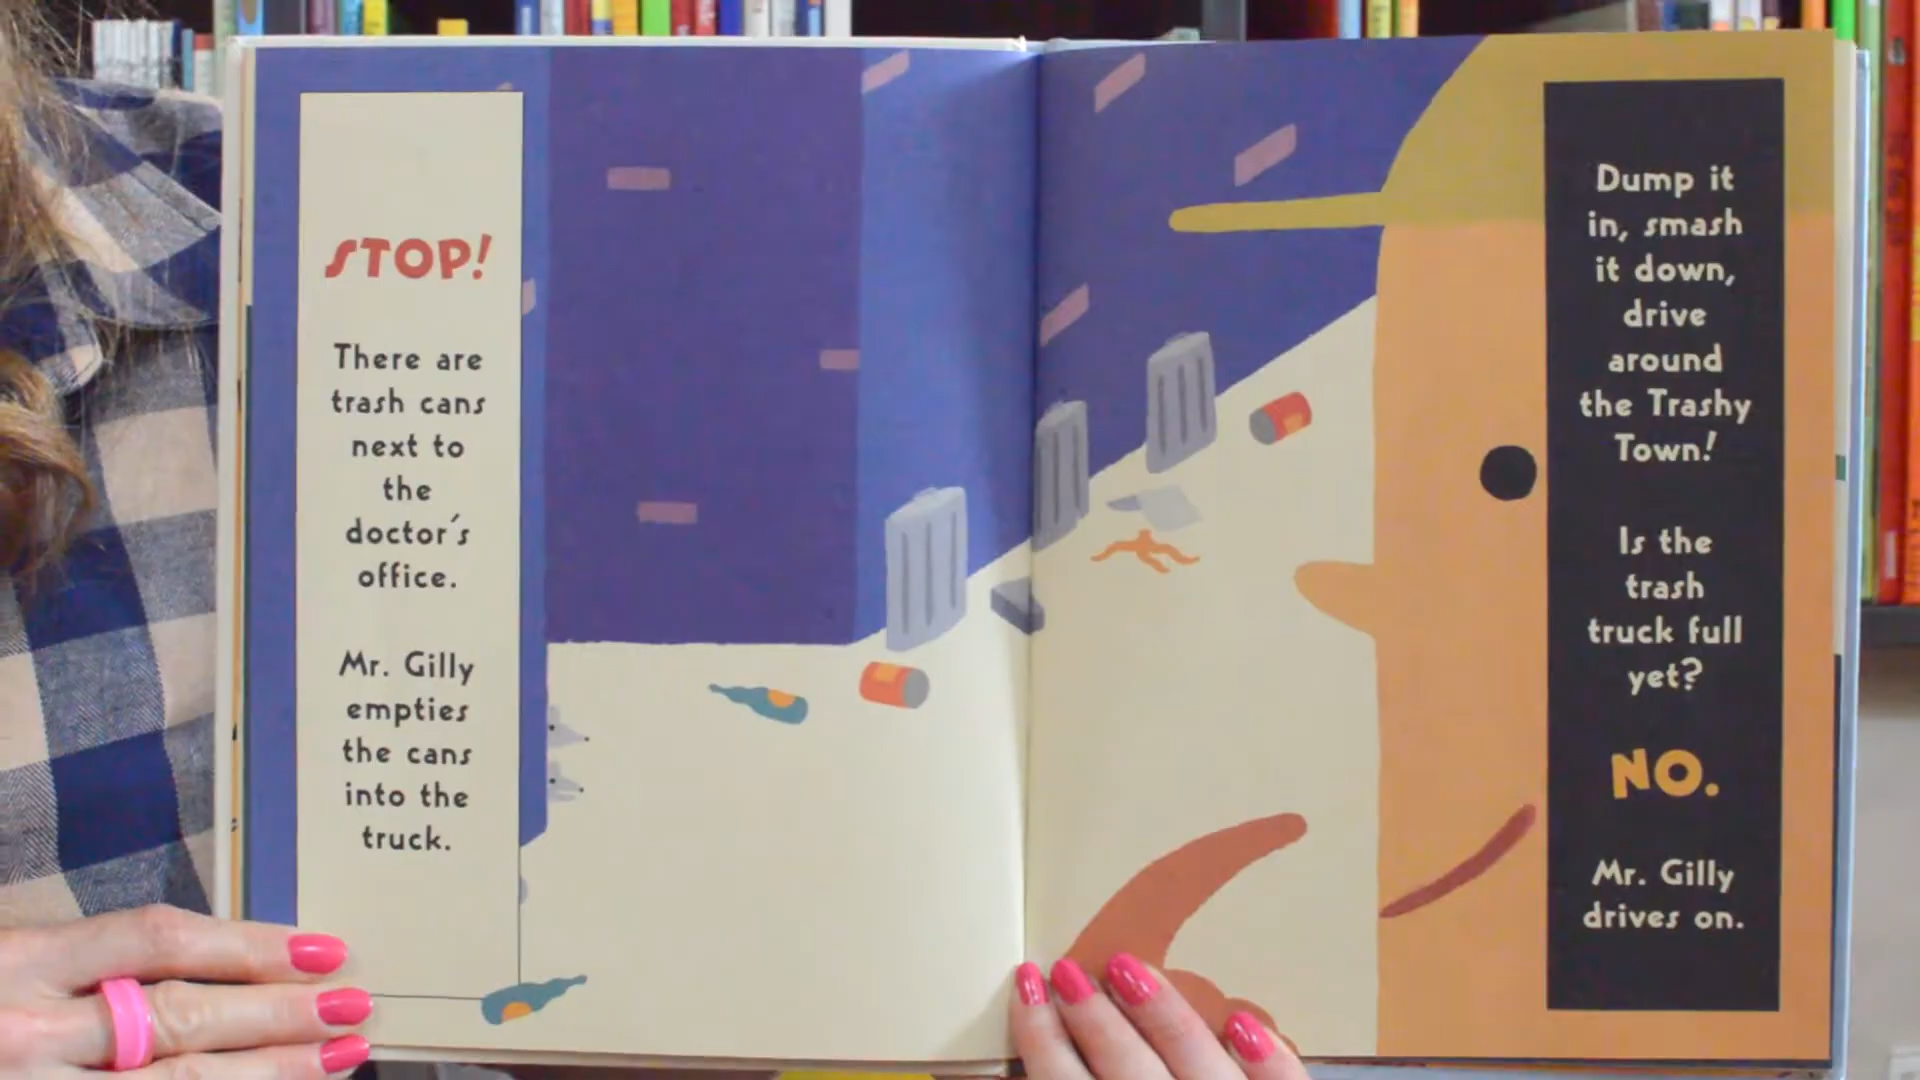 STOP!
There are
trash cans
next to
the
doctor's
office.
Mr. Gilly
empties
the cans
into the
truck.
Dump it
in, smash
it down,
drive
around
the Trashy
Town!
Is the
trash
truck full
yet?
NO.
Mr. Gilly
drives on.